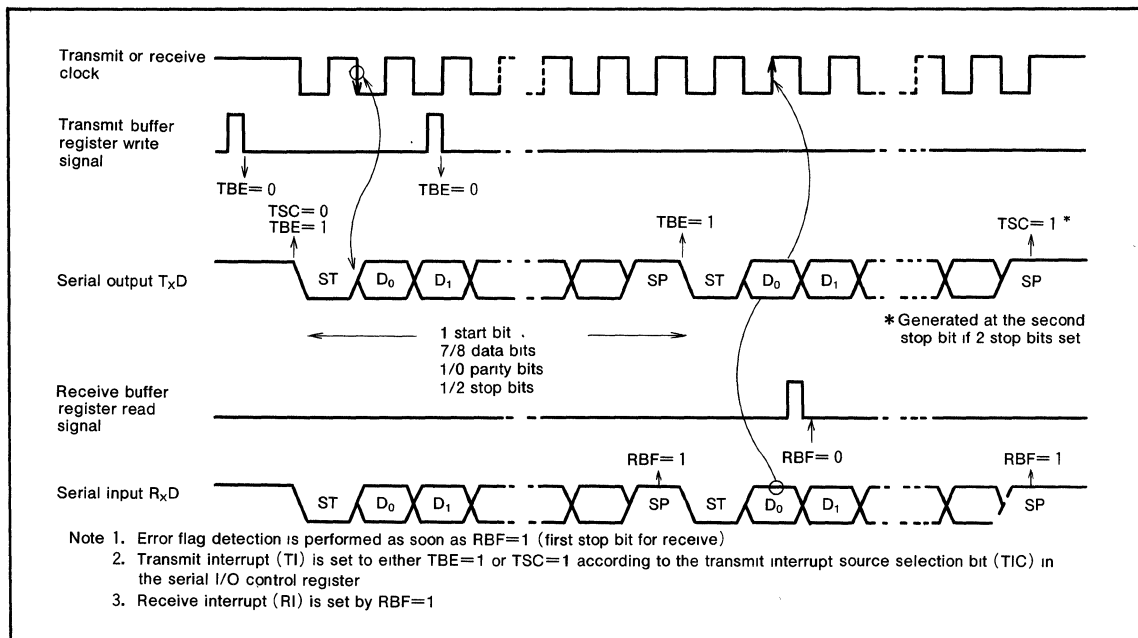 Transmit or receive
clock
Transmit buffer
register write
signal
TBE=0
TBE=0
TSC=0
TBE=1
TBE=1
TSC=1 *
Serial output TxD
ST D0 D1 SP ST D0 D1 SP
1 start bit .
7/8 data bits
1/0 parity bits
1/2 stop bits
* Generated at the second
stop bit if 2 stop bits set
Receive buffer
register read
signal
RBF=0
RBF=1
RBF=1
Serial input RxD
ST D0 D1 SP ST D0 D1 SP
Note 1. Error flag detection is performed as soon as RBF=1 (first stop bit for receive)
2. Transmit interrupt (TI) is set to either TBE=1 or TSC=1 according to the transmit interrupt source selection bit (TIC) in
the serial I/O control register
3. Receive interrupt (RI) is set by RBF=1